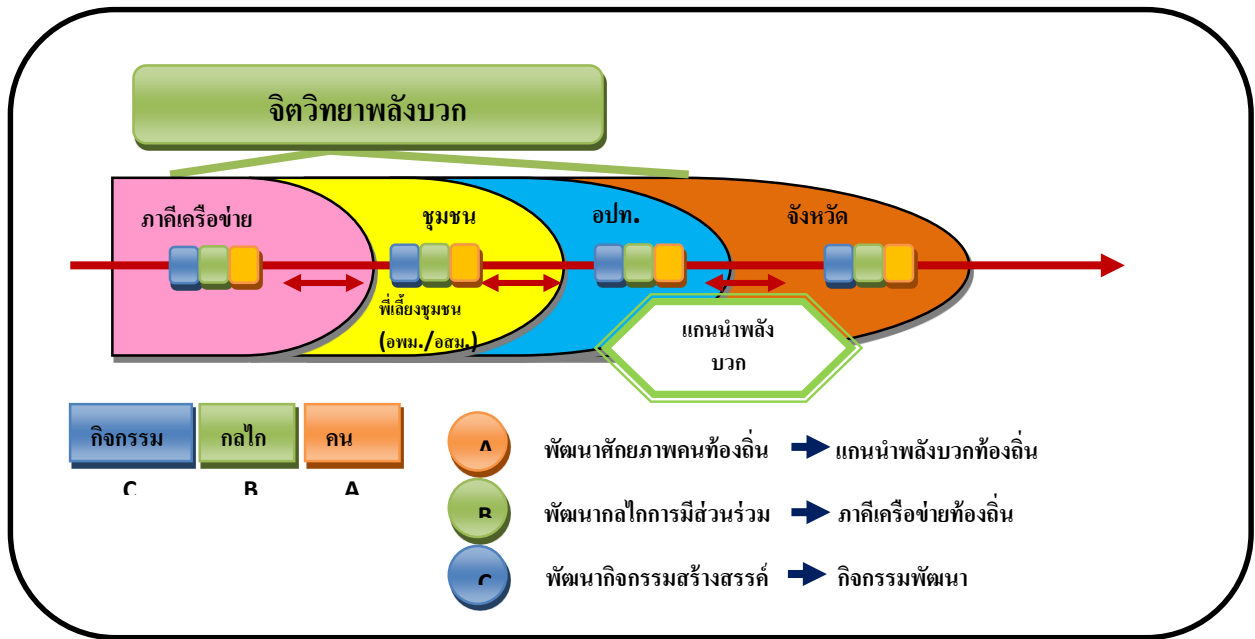 จิตวิทยาพลังบวก
ภาคีเครือข่าย
ชุมชน
อปท.
จังหวัด
พี่เลี้ยงชุมชน
(อพม./อสม.)
แกนนำพลัง
บวก
กิจกรรม กลไก คน
C B A
A พัฒนาศักยภาพคนท้องถิ่น แกนนำพลังบวกท้องถิ่น
B พัฒนากลไกการมีส่วนร่วม ภาคีเครือข่ายท้องถิ่น
C พัฒนากิจกรรมสร้างสรรค์ กิจกรรมพัฒนา